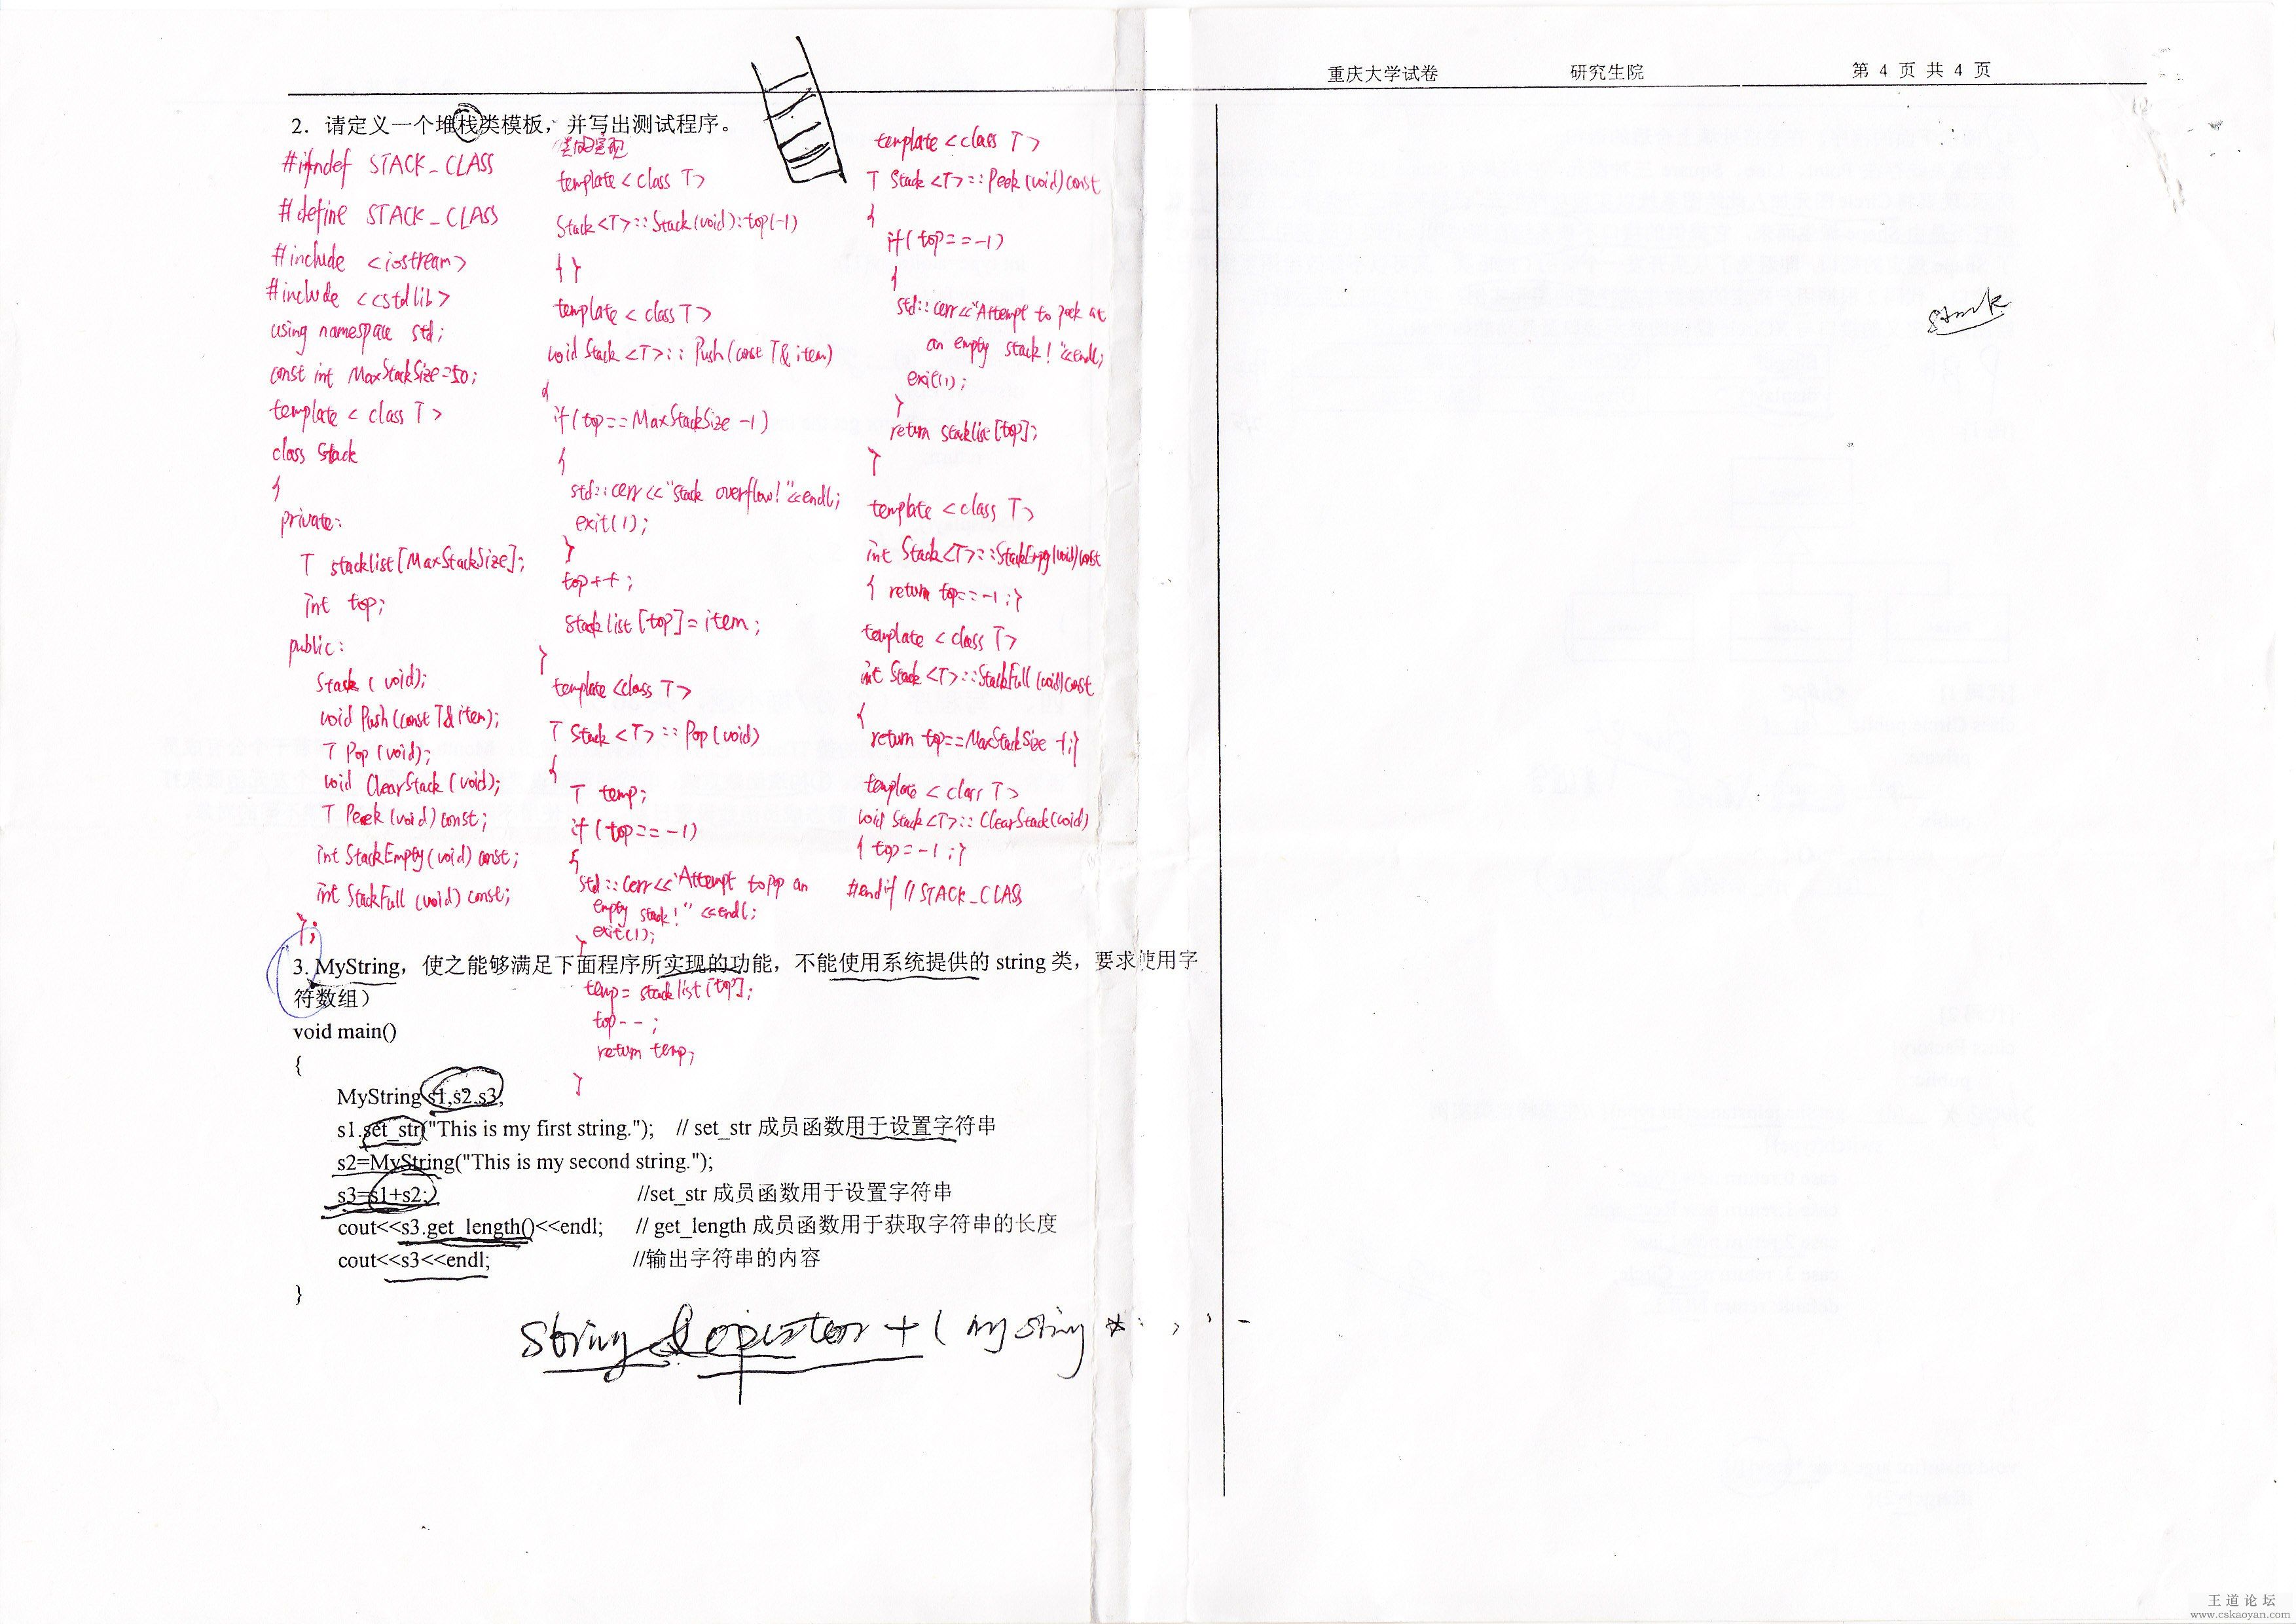 重庆大学试卷 研究生院 第 4 页 共 4 页
2. 请定义一个堆栈类模板，并写出测试程序。
#ifndef STACK_CLASS
#define STACK_CLASS
#include <iostream>
#include <cstdlib>
using namespace std;
const int MaxStackSize=50;
template < class T >
class Stack
{
private:
T stacklist[MaxStackSize];
int top;
public:
Stack (void);
void Push(const T& item);
T Pop (void);
void ClearStack (void);
T Peek (void) const;
int StackEmpty (void) const;
int StackFull (void) const;
};
类的实现
template < class T>
Stack <T>:: Stack (void): top(-1)
{ }
template < class T>
void Stack <T>:: Push (const T& item)
{
if (top == MaxStackSize -1)
{
std::cerr << "stack overflow! "<<endl;
exit(1);
}
top++;
stacklist [top] = item;
}
template <class T>
T Stack <T>:: Pop (void)
{
T temp;
if (top == -1)
{
std::cerr << "Attempt to pop an
empty stack!" <<endl;
exit(1);
}
temp= stacklist [top];
top--;
return temp;
}
template < class T>
T Stack <T>:: Peek (void) const
{
if( top == -1)
{
std::cerr<<"Attempt to peek at
an empty stack! "<<endl;
exit(1);
}
return stacklist[top];
}
template < class T>
int Stack <T>::StackEmpty(void)const
{ return top==-1;}
template < class T>
int Stack <T>::StackFull (void)const
{
return top==MaxStackSize -1;}
template < class T>
void Stack<T>:: ClearStack(void)
{ top=-1;}
#endif // STACK_CLASS
3. MyString，使之能够满足下面程序所实现的功能，不能使用系统提供的 string 类，要求使用字
符数组）
void main()
{
MyString s1,s2,s3;
s1.set_str("This is my first string."); // set_str 成员函数用于设置字符串
s2=MyString("This is my second string.");
s3=s1+s2; //set_str 成员函数用于设置字符串
cout<<s3.get_length()<<endl; // get_length 成员函数用于获取字符串的长度
cout<<s3<<endl; //输出字符串的内容
}
string & operator + ( my string
stack
王道论坛
www.cskaoyan.com